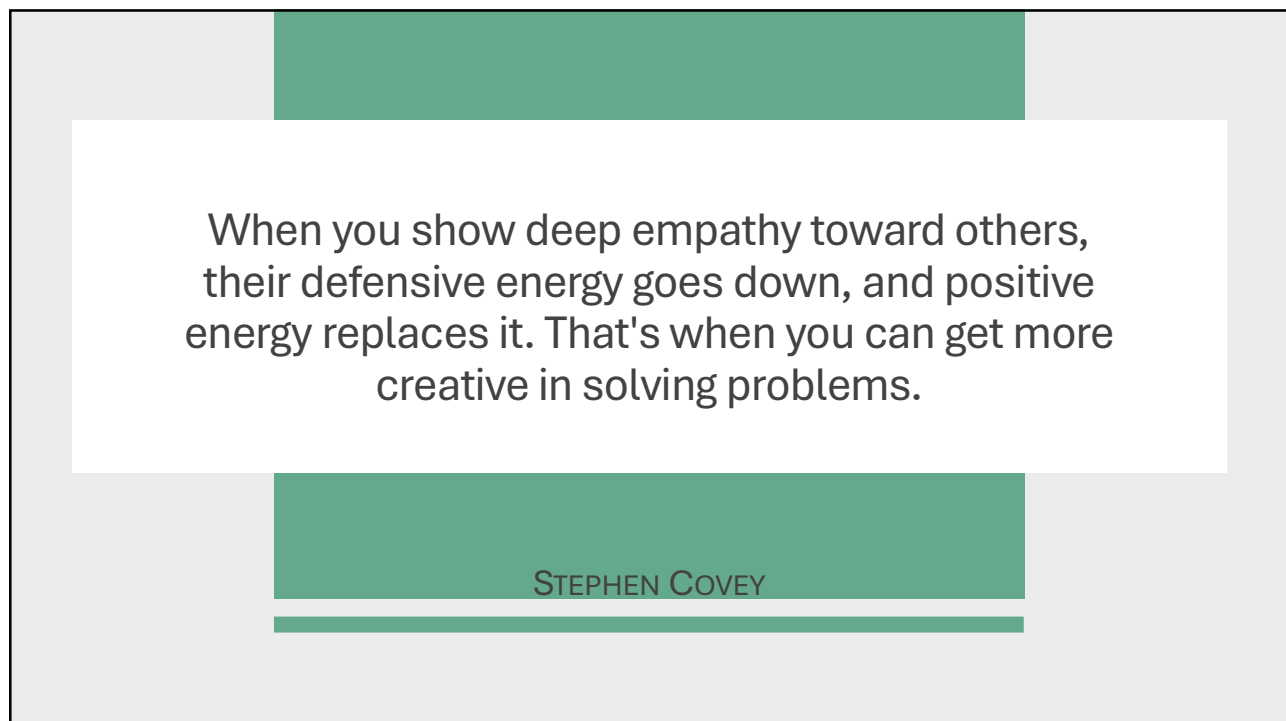 When you show deep empathy toward others,
their defensive energy goes down, and positive
energy replaces it. That's when you can get more
creative in solving problems.
STEPHEN COVEY